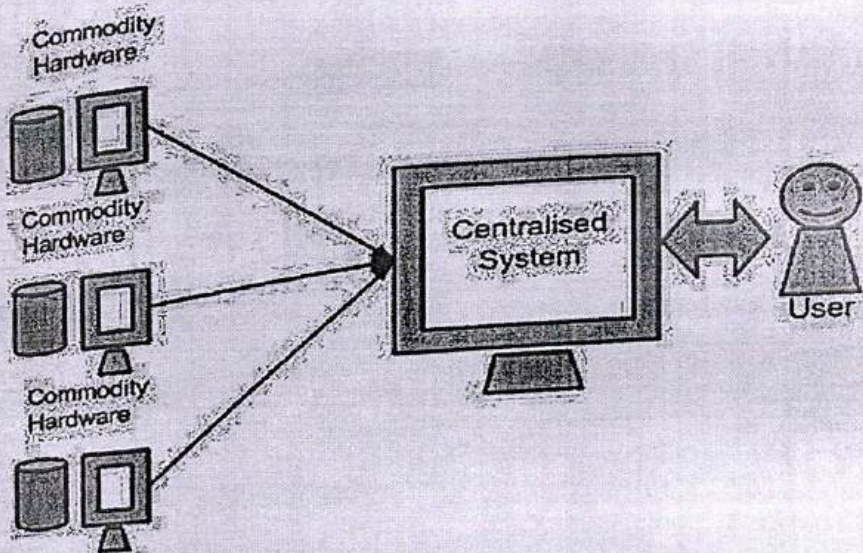 Commodity
Hardware
Commodity
Hardware
Commodity
Hardware
Centralised
System
User